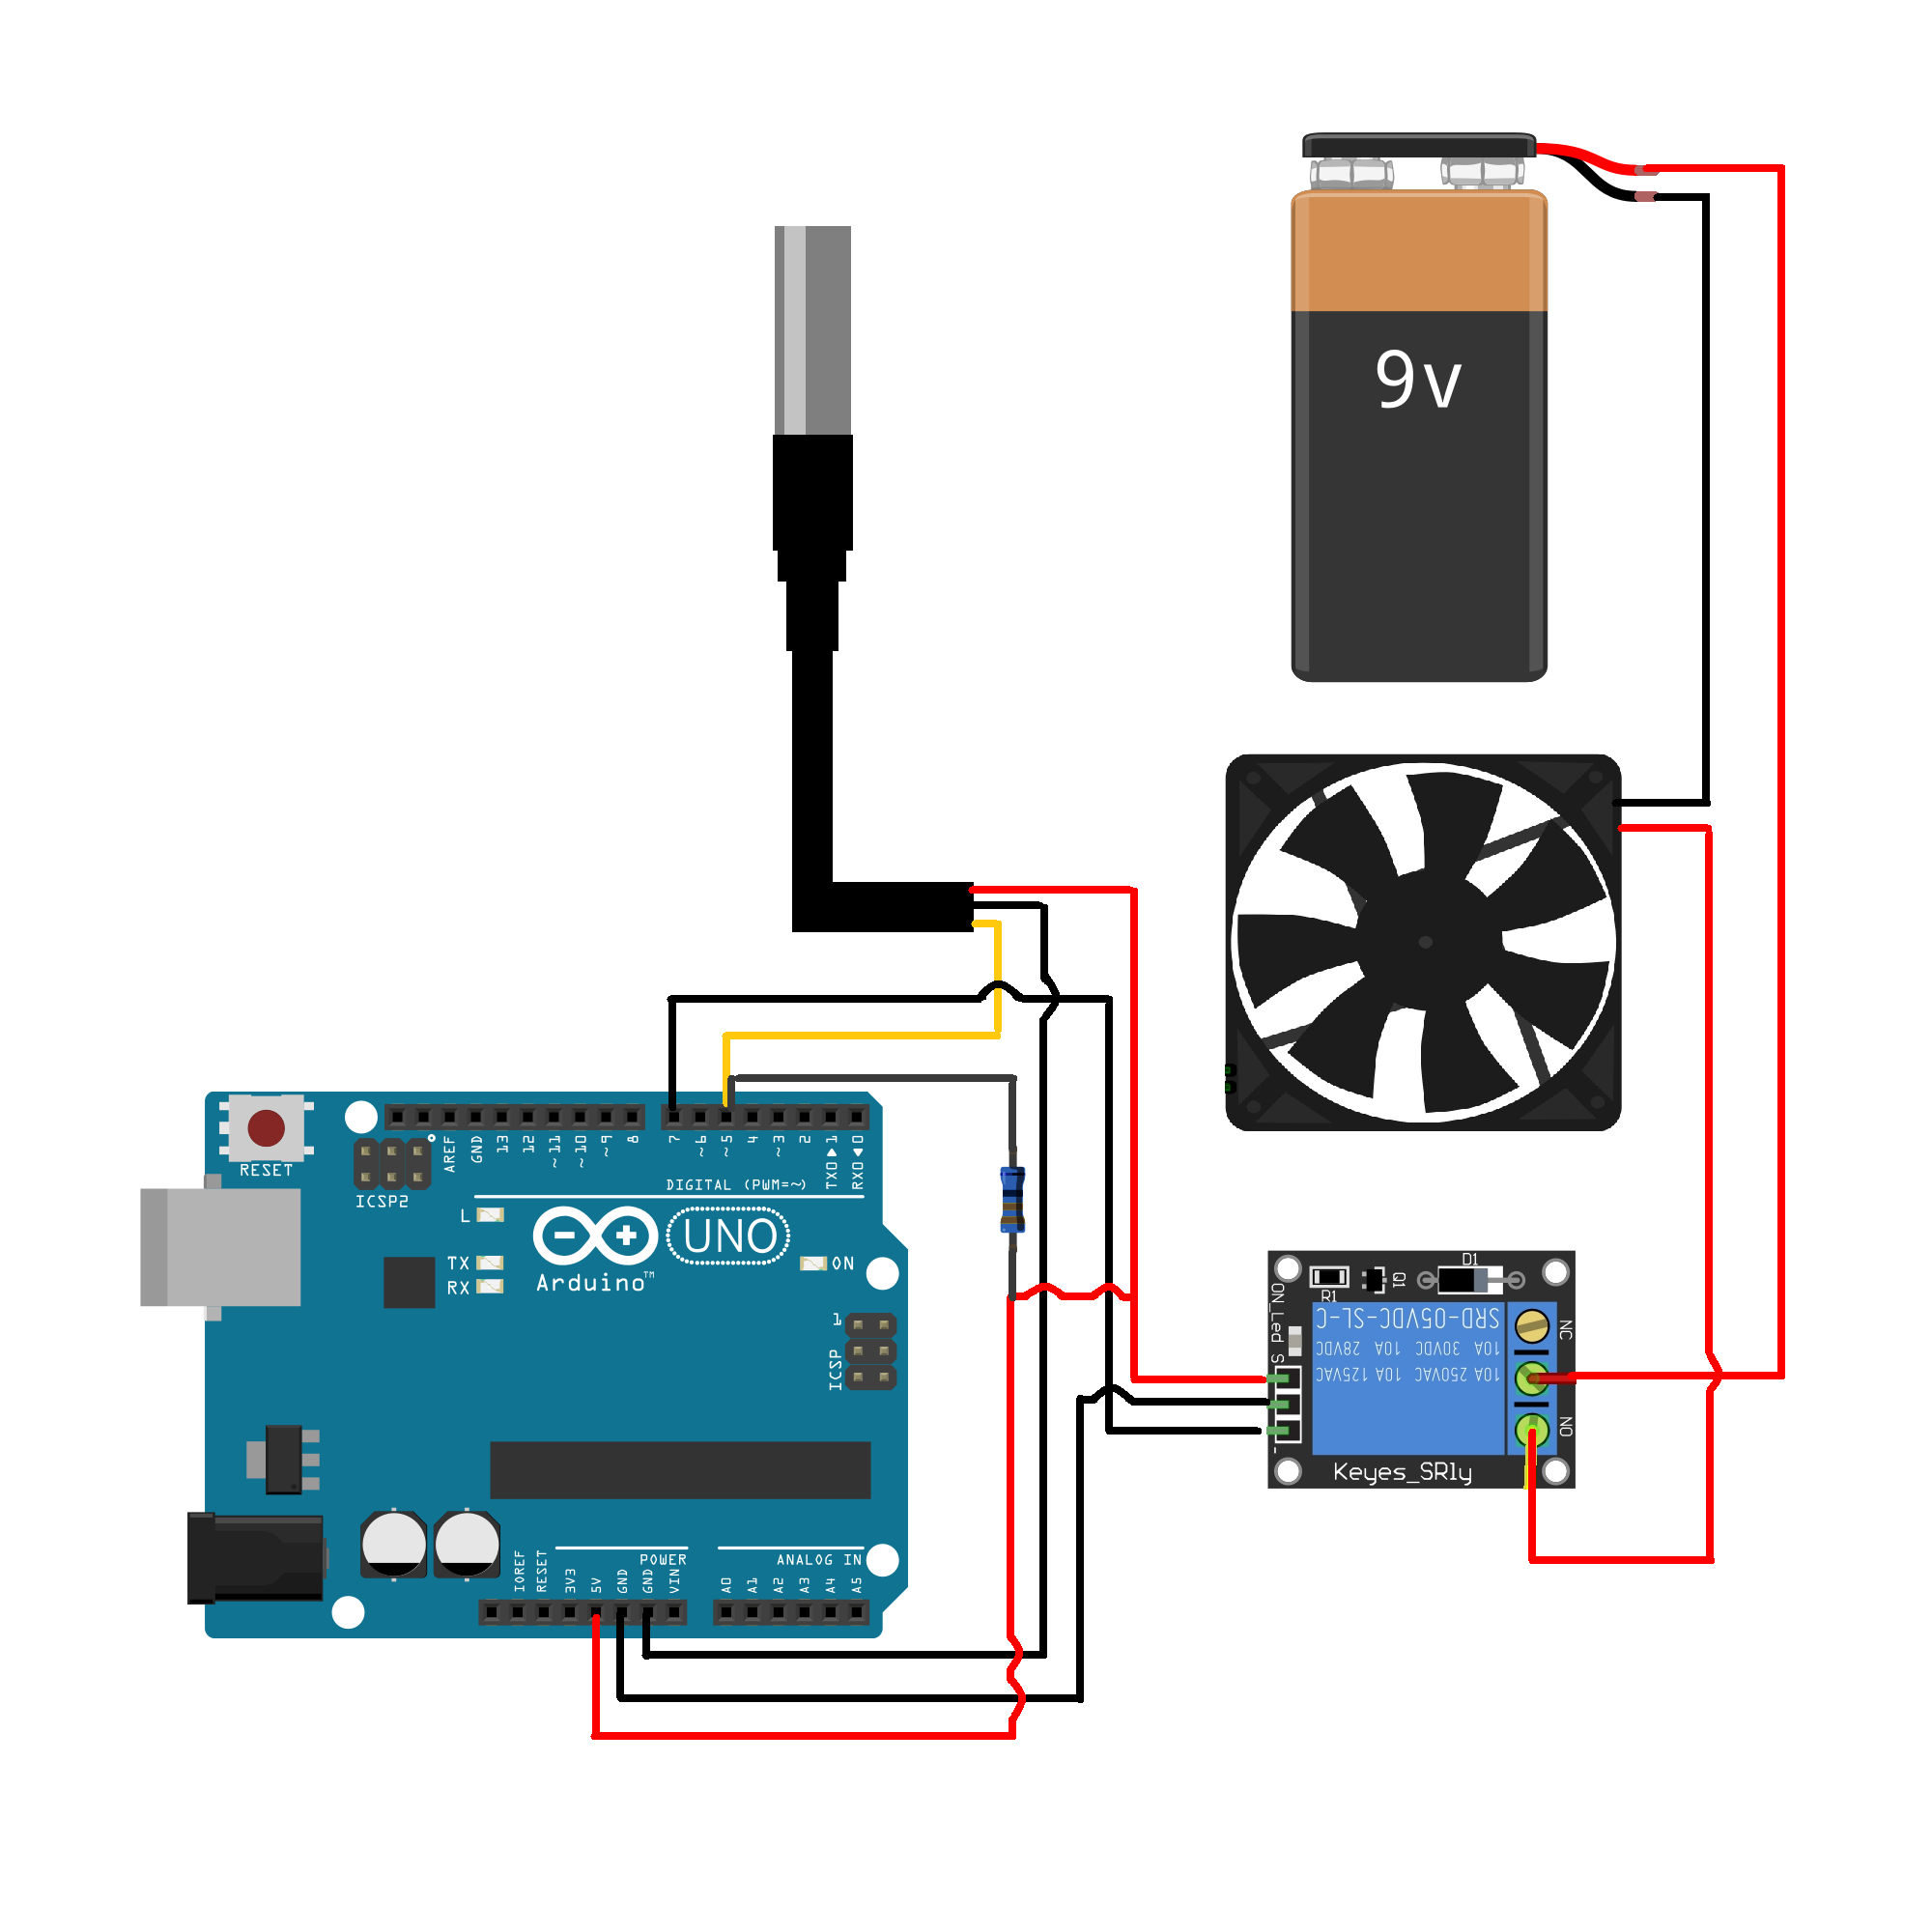 9v
RESET
ICSP2
AREF
GND
13
12
~11
~10
~9
8
7
~6
~5
4
~3
2
TX0▶1
RX0◀0
DIGITAL (PWM=~)
L
TX
RX
UNO
ArduinoTM
ON
1
ICSP
POWER
ANALOG IN
IOREF
RESET
3V3
5V
GND
GND
VIN
A0
A1
A2
A3
A4
A5
D1
R1
Q1
ON_Led
S
-
SRD-05VDC-SL-C
10A 30VDC 10A 28VDC
10A 250VAC 10A 125VAC
NC
NO
Keyes_SRly